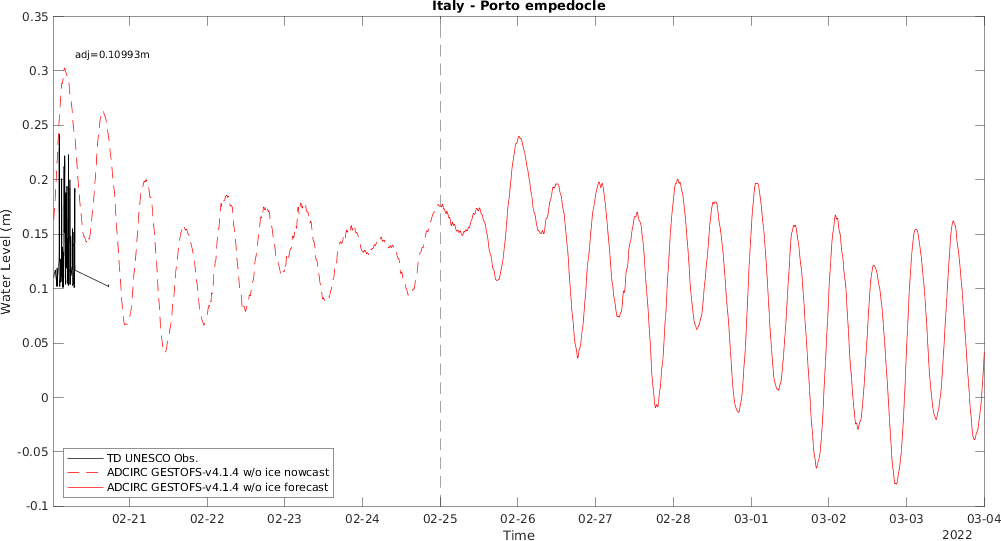 Italy - Porto empedocle
adj=0.10993m
Water Level (m)
0.35
0.3
0.25
0.2
0.15
0.1
0.05
0
-0.05
-0.1
TD UNESCO Obs.
ADCIRC GESTOFS-v4.1.4 w/o ice nowcast
ADCIRC GESTOFS-v4.1.4 w/o ice forecast
02-21 02-22 02-23 02-24 02-25 02-26 02-27 02-28 03-01 03-02 03-03 03-04
Time
2022